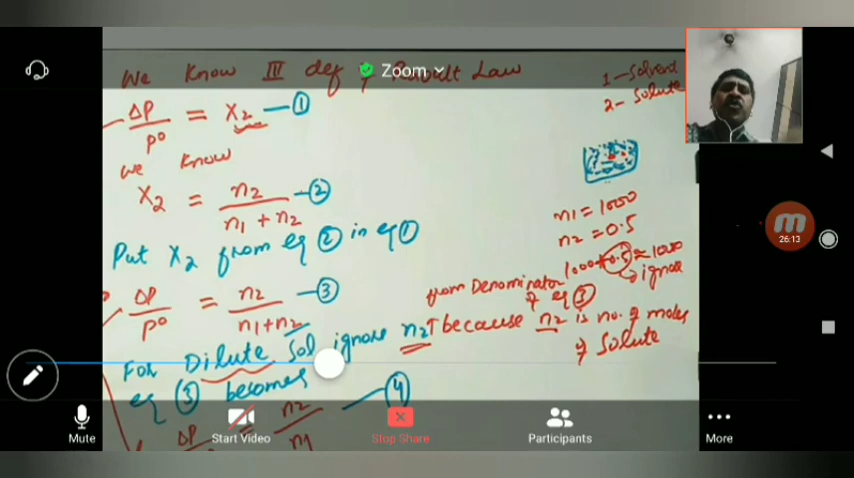 Zoom
We Know III def of Raoult Law
1 - Solvent
2 - Solute
ΔP/P° = X2 — ①
We Know
X2 = n2/(n1 + n2) — ②
n1 = 1000
n2 = 0.5
Put X2 from eq ② in eq ①
1000+0.5 ≈ 1000
ignore
ΔP/P° = n2/(n1+n2) — ③
from Denominator
of eq ③
For Dilute Sol ignore n2↑ because n2 is no. of moles
of Solute
eq ③ becomes
ΔP = n2/n1 — ④
26:13
Mute
Start Video
Stop Share
Participants
More